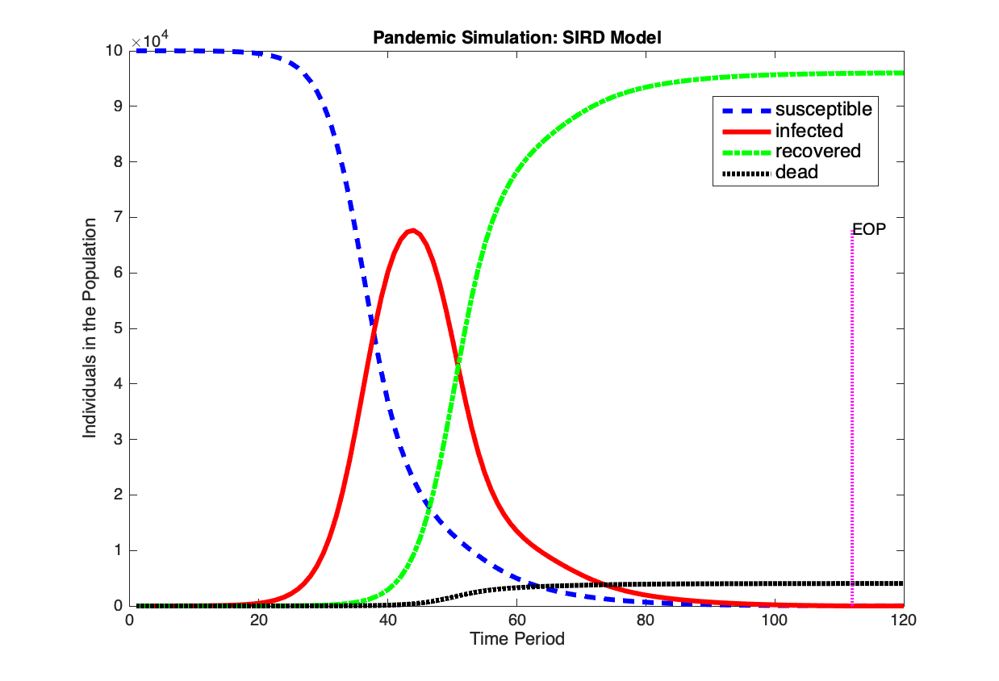 Pandemic Simulation: SIRD Model
×10^4
10
9
8
7
6
5
4
3
2
1
0
Individuals in the Population
susceptible
infected
recovered
dead
EOP
0 20 40 60 80 100 120
Time Period